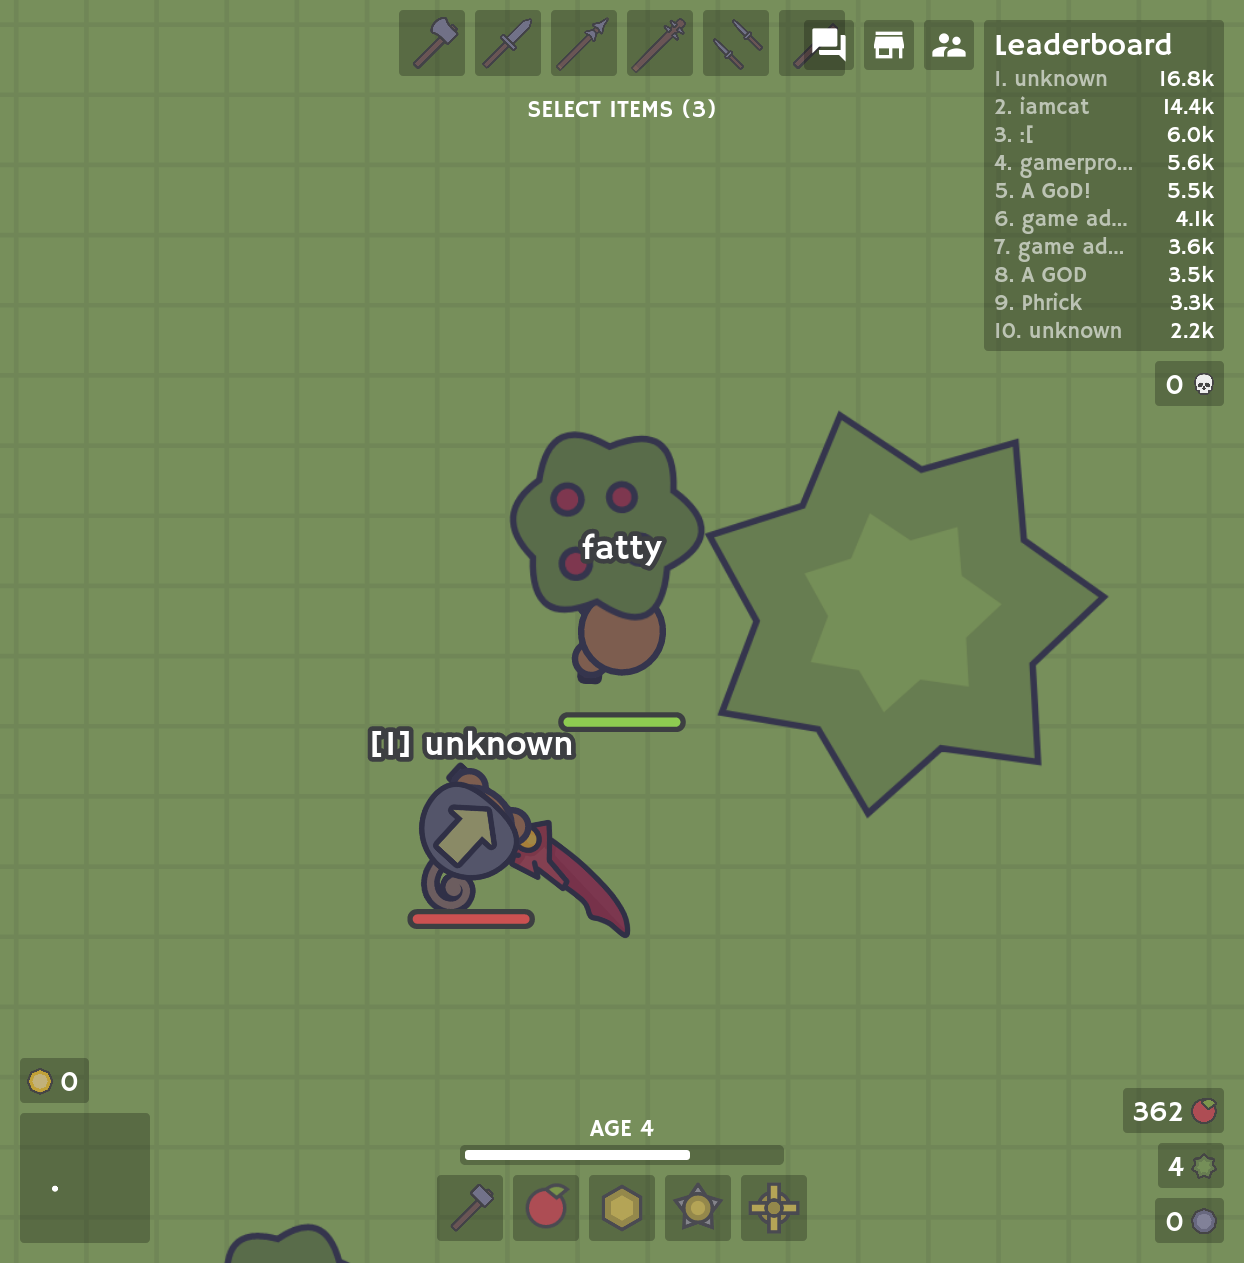 SELECT ITEMS (3)
Leaderboard
1. unknown 16.8k
2. iamcat 14.4k
3. :[ 6.0k
4. gamerpro... 5.6k
5. A GoD! 5.5k
6. game ad... 4.1k
7. game ad... 3.6k
8. A GOD 3.5k
9. Phrick 3.3k
10. unknown 2.2k
0
fatty
[I] unknown
0
AGE 4
362
4
0